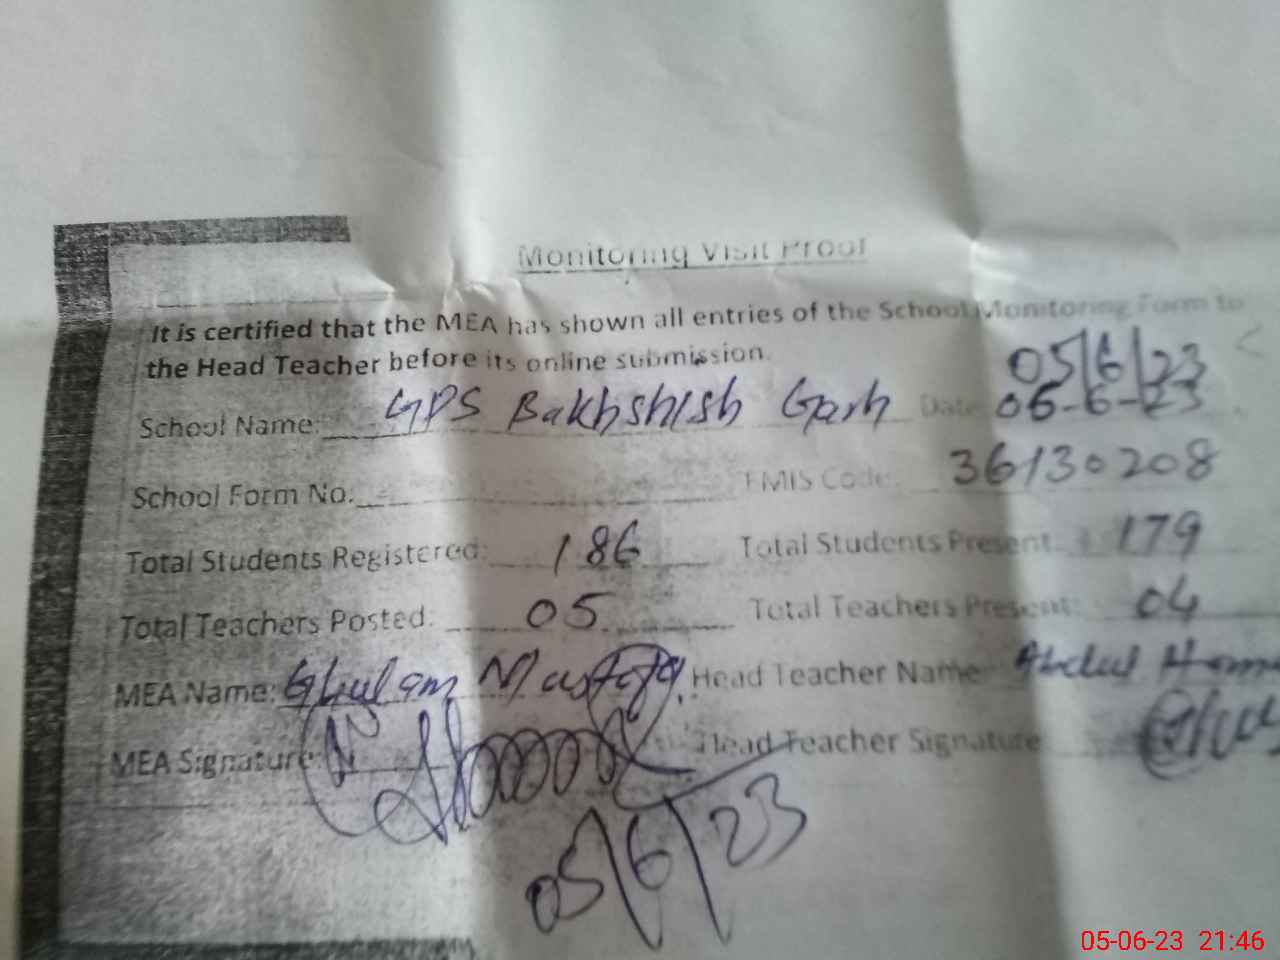 Monitoring Visit Proof
It is certified that the MEA has shown all entries of the School Monitoring Form to
the Head Teacher before its online submission.
05/6/23
School Name: GPS Bakhshish Garh Date 06-6-23
School Form No. EMIS Code: 36130208
Total Students Registered: 186 Total Students Present 179
Total Teachers Posted: 05 Total Teachers Present: 04
MEA Name: Ghulam Mustafa. Head Teacher Name Abdul
MEA Signature: Head Teacher Signature
05/6/23
05-06-23 21:46